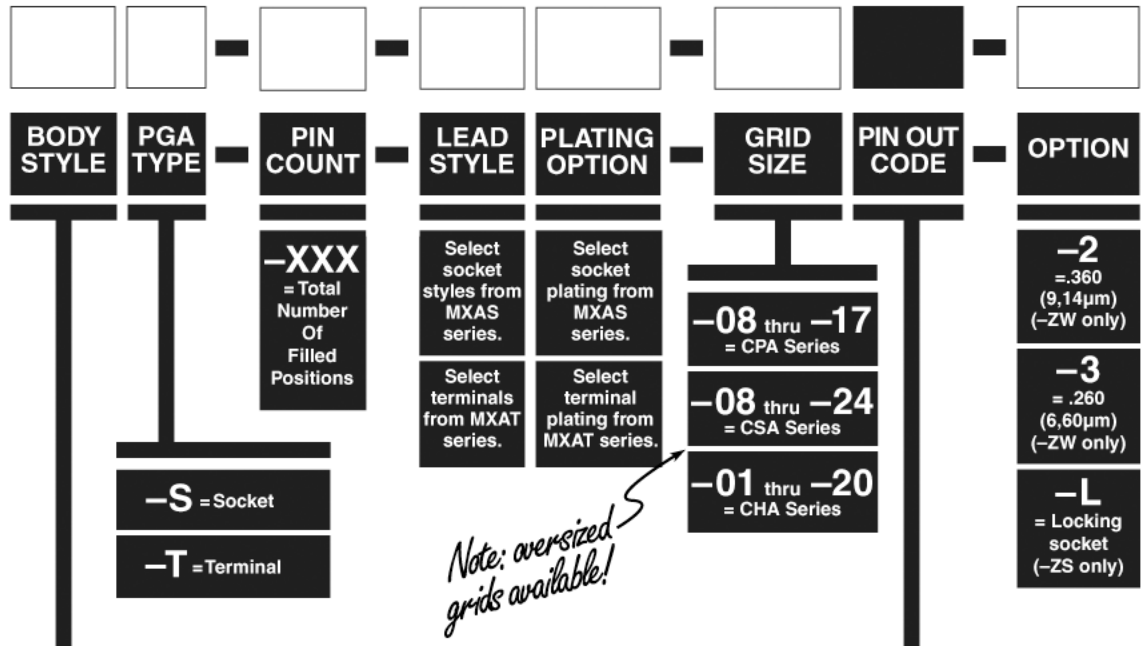 BODY STYLE
PGA TYPE
–
PIN COUNT
–
LEAD STYLE
PLATING OPTION
–
GRID SIZE
PIN OUT CODE
–
OPTION
–XXX
= Total
Number
Of
Filled
Positions
Select
socket
styles from
MXAS
series.
Select
terminals
from MXAT
series.
Select
socket
plating from
MXAS
series.
Select
terminal
plating from
MXAT series.
–08 thru –17
= CPA Series
–08 thru –24
= CSA Series
–01 thru –20
= CHA Series
–2
=.360
(9,14µm)
(–ZW only)
–3
= .260
(6,60µm)
(–ZW only)
–L
= Locking
socket
(–ZS only)
–S =Socket
–T =Terminal
Note: oversized
grids available!